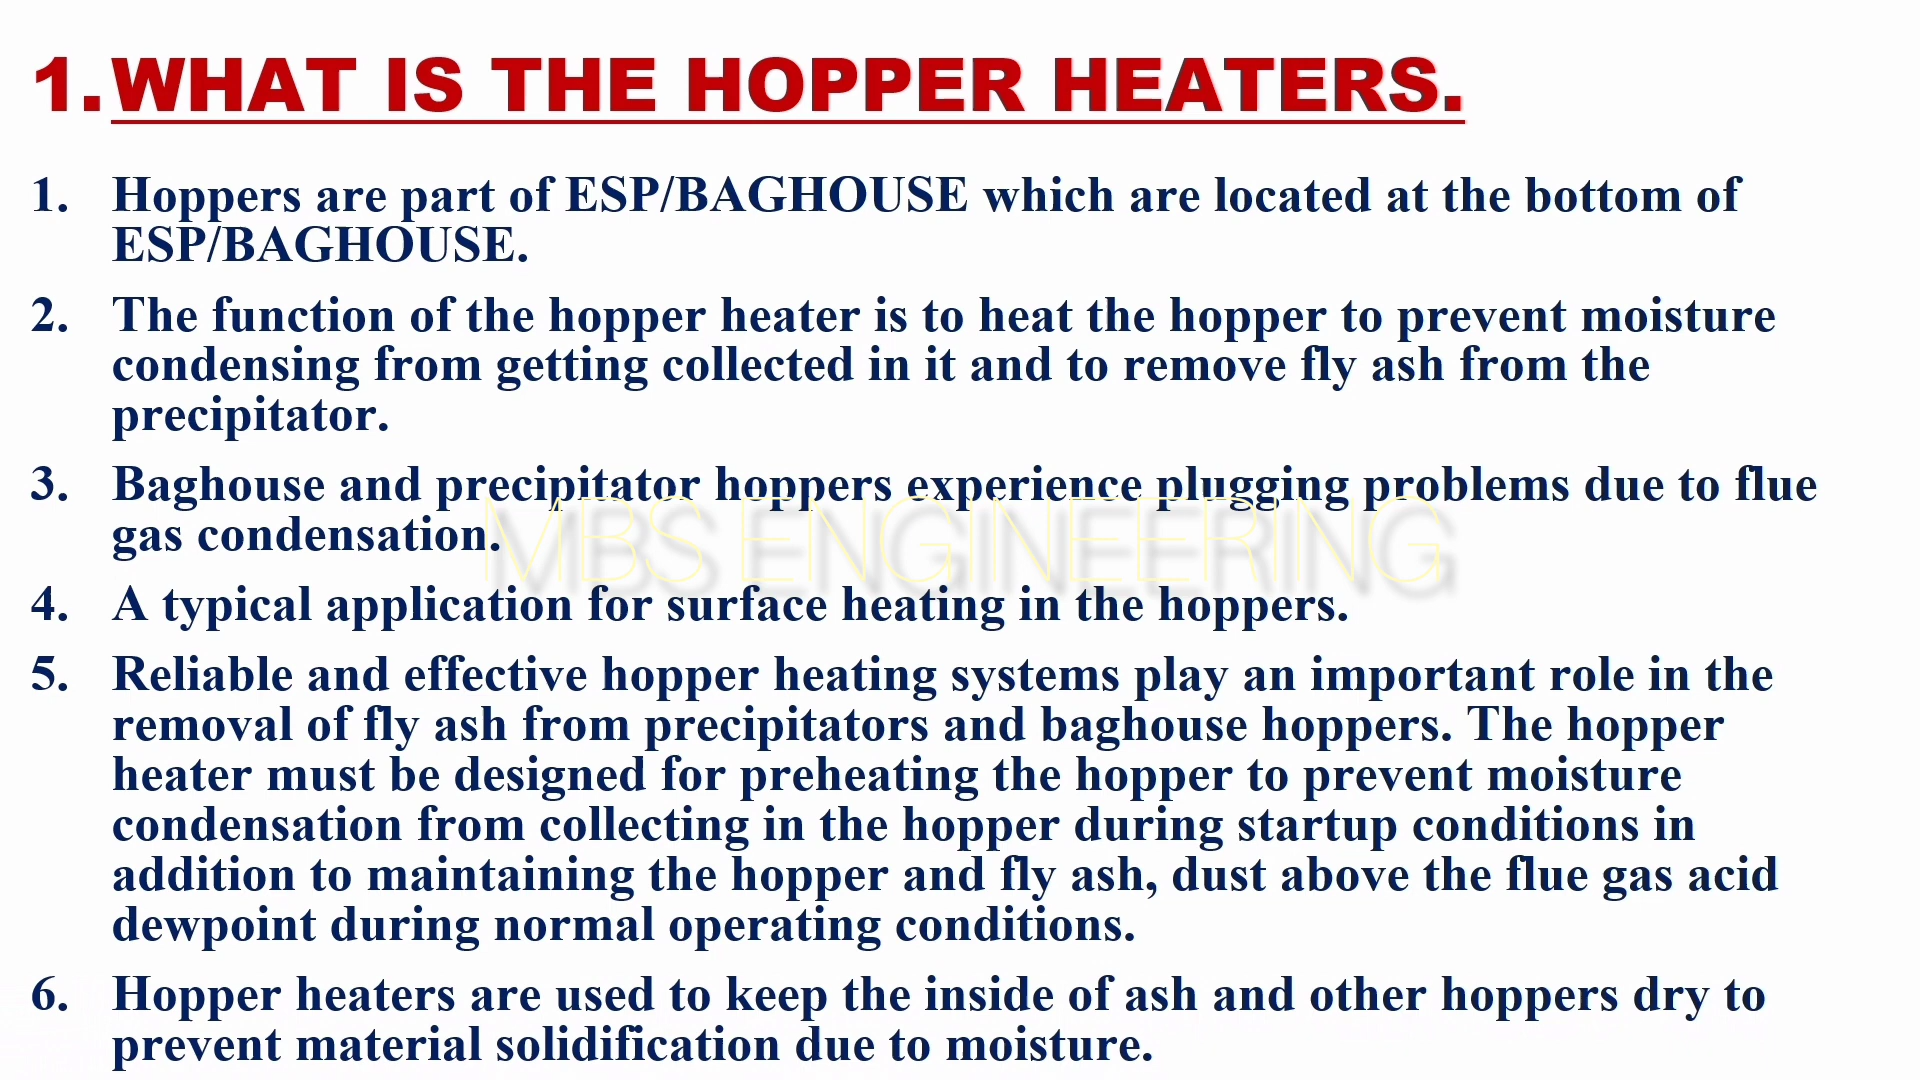 1. WHAT IS THE HOPPER HEATERS.
1. Hoppers are part of ESP/BAGHOUSE which are located at the bottom of
ESP/BAGHOUSE.
2. The function of the hopper heater is to heat the hopper to prevent moisture
condensing from getting collected in it and to remove fly ash from the
precipitator.
3. Baghouse and precipitator hoppers experience plugging problems due to flue
gas condensation.
MBS ENGINEERING
4. A typical application for surface heating in the hoppers.
5. Reliable and effective hopper heating systems play an important role in the
removal of fly ash from precipitators and baghouse hoppers. The hopper
heater must be designed for preheating the hopper to prevent moisture
condensation from collecting in the hopper during startup conditions in
addition to maintaining the hopper and fly ash, dust above the flue gas acid
dewpoint during normal operating conditions.
6. Hopper heaters are used to keep the inside of ash and other hoppers dry to
prevent material solidification due to moisture.